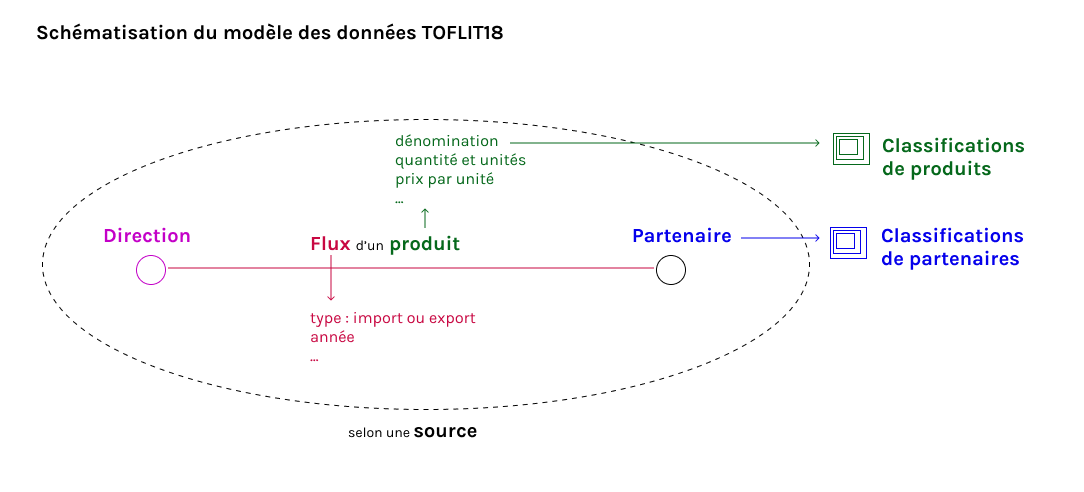 Schématisation du modèle des données TOFLIT18
dénomination
quantité et unités
prix par unité
...
Classifications
de produits
Direction
Flux d'un produit
Partenaire
Classifications
de partenaires
type : import ou export
année
...
selon une source